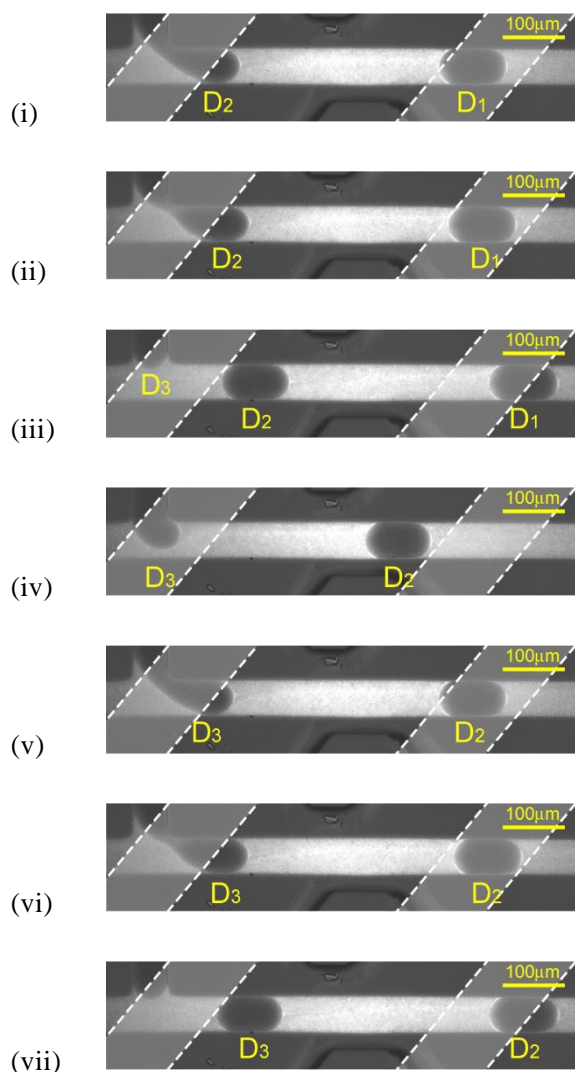 100μm
(i) D2 D1
100μm
(ii) D2 D1
100μm
D3
(iii) D2 D1
100μm
(iv) D3 D2
100μm
(v) D3 D2
100μm
(vi) D3 D2
100μm
(vii) D3 D2